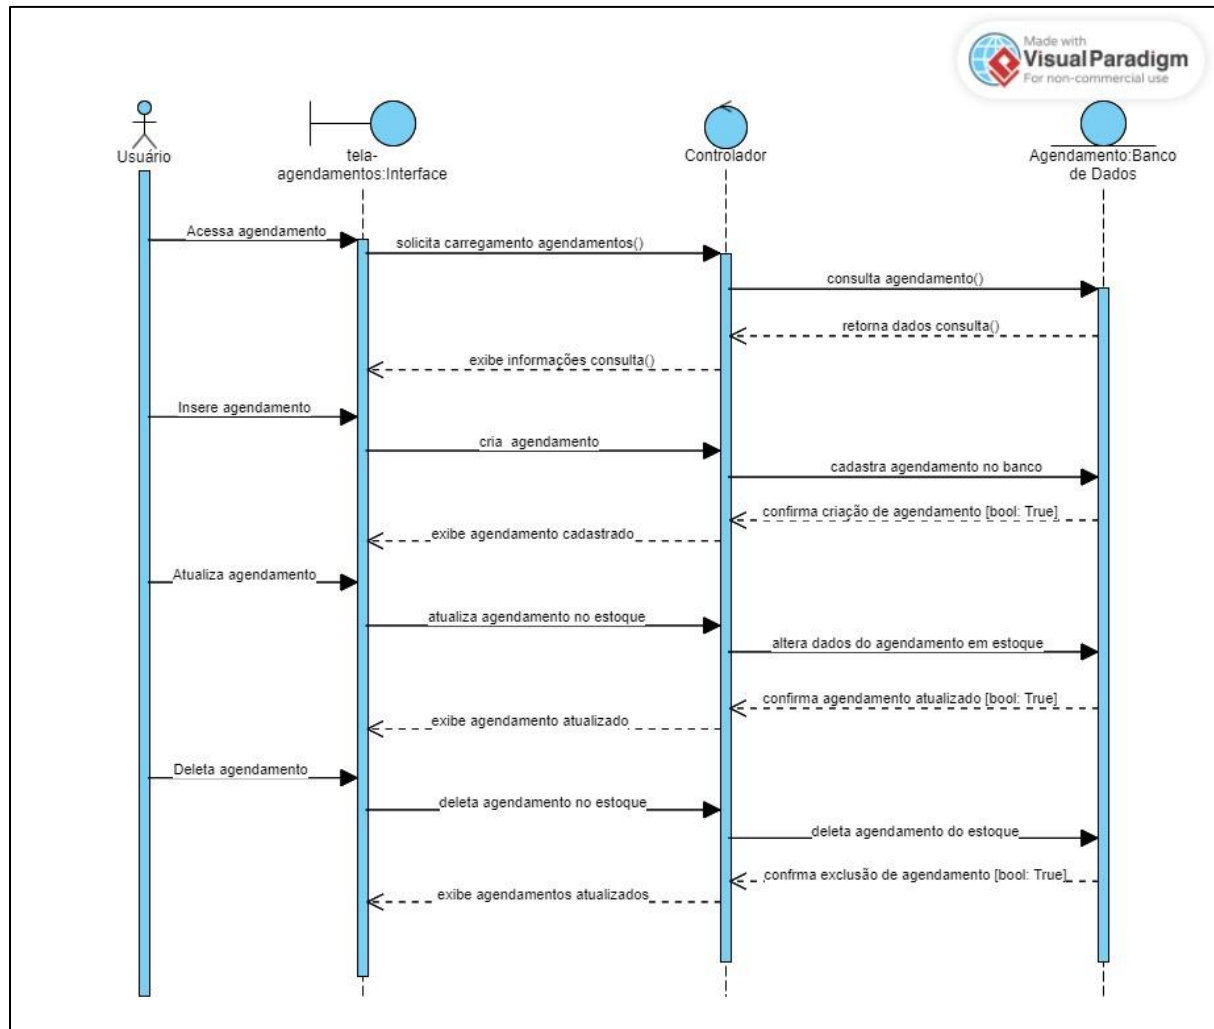 Made with
Visual Paradigm
For non-commercial use
Usuário
tela-
agendamentos:Interface
Controlador
Agendamento:Banco
de Dados
Acessa agendamento
solicita carregamento agendamentos()
consulta agendamento()
retorna dados consulta()
exibe informações consulta()
Insere agendamento
cria agendamento
cadastra agendamento no banco
confirma criação de agendamento [bool: True]
exibe agendamento cadastrado
Atualiza agendamento
atualiza agendamento no estoque
altera dados do agendamento em estoque
confirma agendamento atualizado [bool: True]
exibe agendamento atualizado
Deleta agendamento
deleta agendamento no estoque
deleta agendamento do estoque
confrma exclusão de agendamento [bool: True]
exibe agendamentos atualizados